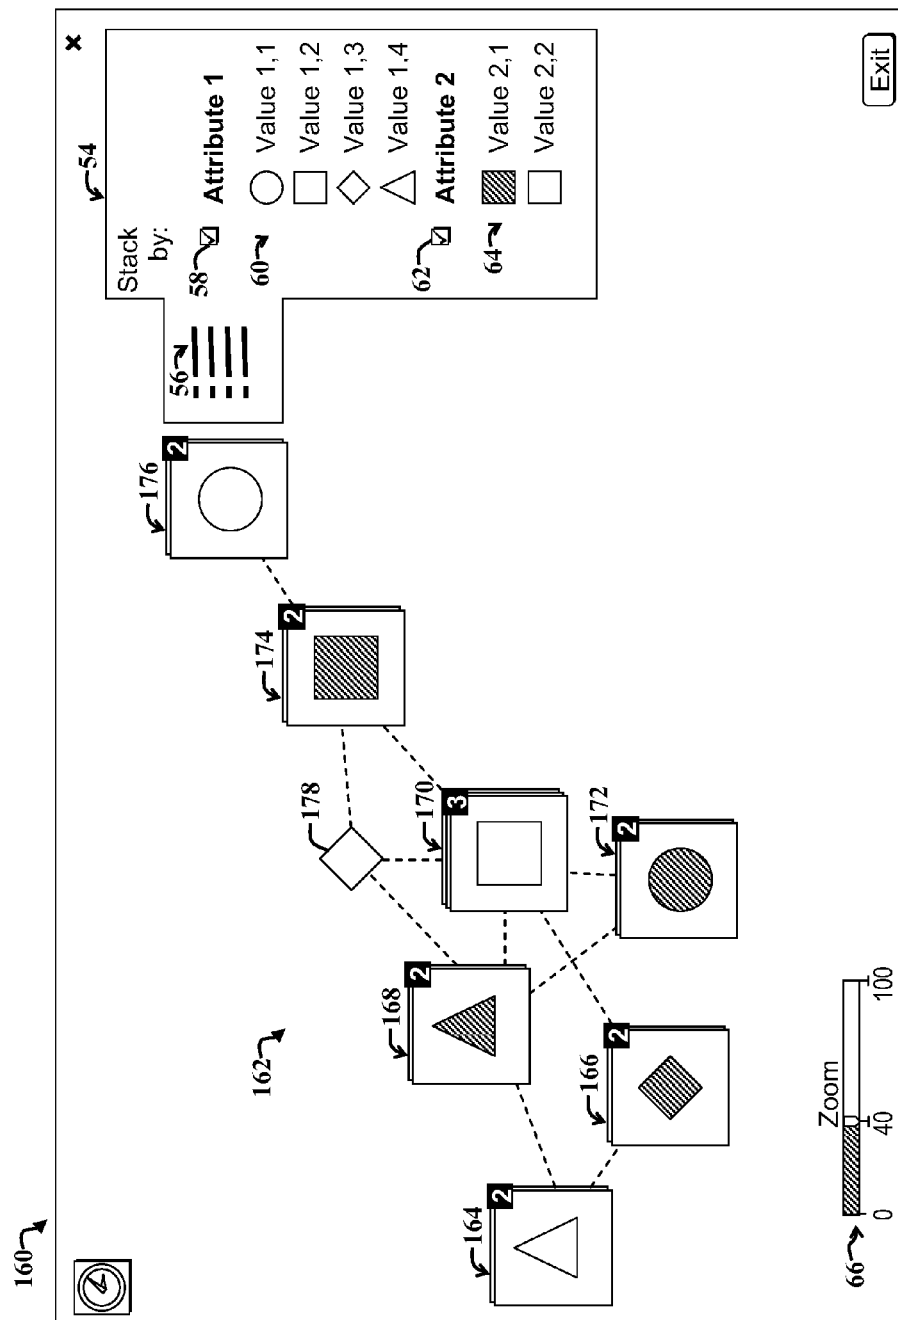 160
162
54
×
Stack
by:
56
58
Attribute 1
60
Value 1,1
Value 1,2
Value 1,3
Value 1,4
62
Attribute 2
64
Value 2,1
Value 2,2
176
2
174
2
178
170
3
172
2
168
2
166
2
164
2
Zoom
66
0
40
100
Exit